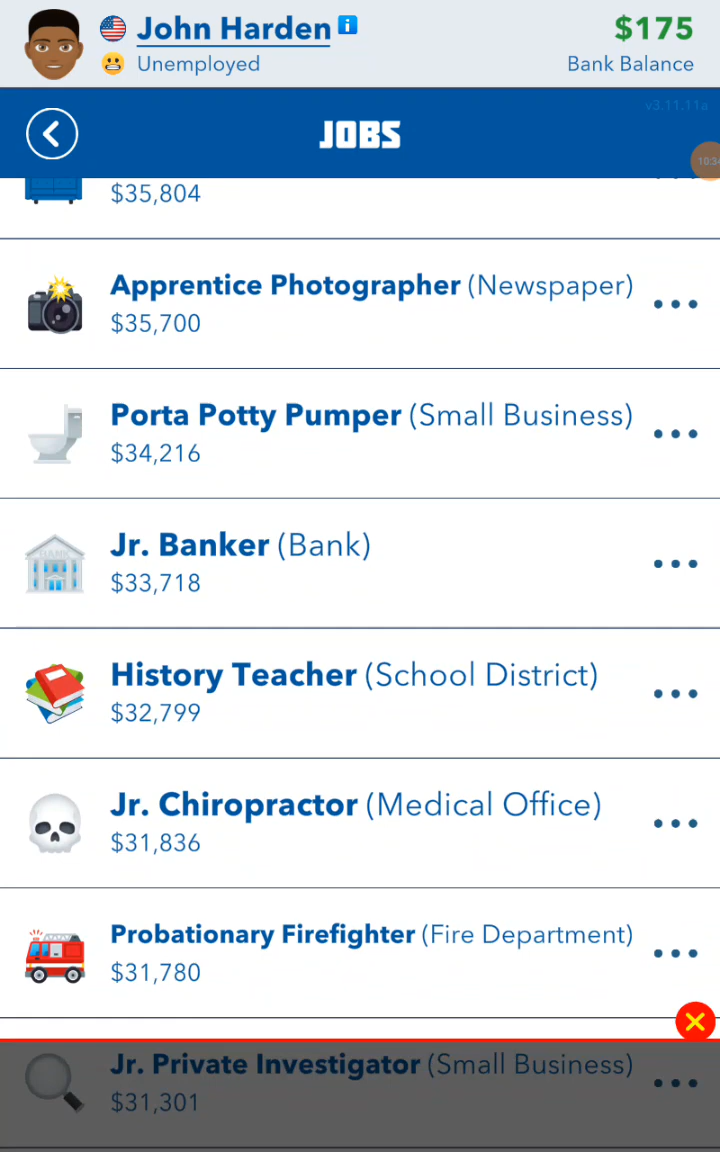 John Harden
$175
Unemployed
Bank Balance
v3.11.11a
JOBS
$35,804
Apprentice Photographer (Newspaper)
$35,700
Porta Potty Pumper (Small Business)
$34,216
BANK
Jr. Banker (Bank)
$33,718
History Teacher (School District)
$32,799
Jr. Chiropractor (Medical Office)
$31,836
Probationary Firefighter (Fire Department)
$31,780
Jr. Private Investigator (Small Business)
$31,301